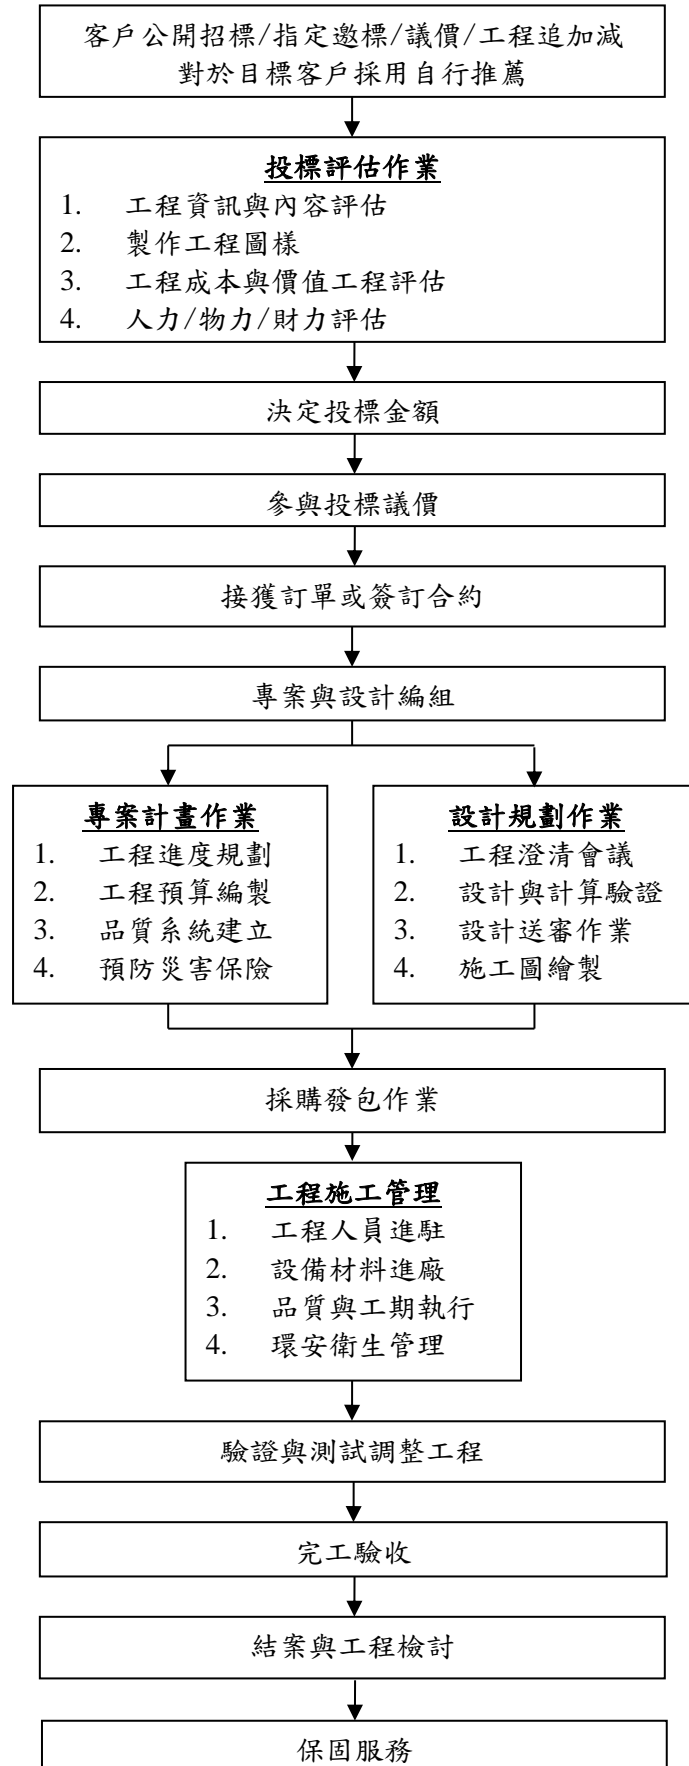 客戶公開招標/指定邀標/議價/工程追加減
對於目標客戶採用自行推薦
投標評估作業
1. 工程資訊與內容評估
2. 製作工程圖樣
3. 工程成本與價值工程評估
4. 人力/物力/財力評估
決定投標金額
參與投標議價
接獲訂單或簽訂合約
專案與設計編組
專案計畫作業
1. 工程進度規劃
2. 工程預算編製
3. 品質系統建立
4. 預防災害保險
設計規劃作業
1. 工程澄清會議
2. 設計與計算驗證
3. 設計送審作業
4. 施工圖繪製
採購發包作業
工程施工管理
1. 工程人員進駐
2. 設備材料進廠
3. 品質與工期執行
4. 環安衛生管理
驗證與測試調整工程
完工驗收
結案與工程檢討
保固服務